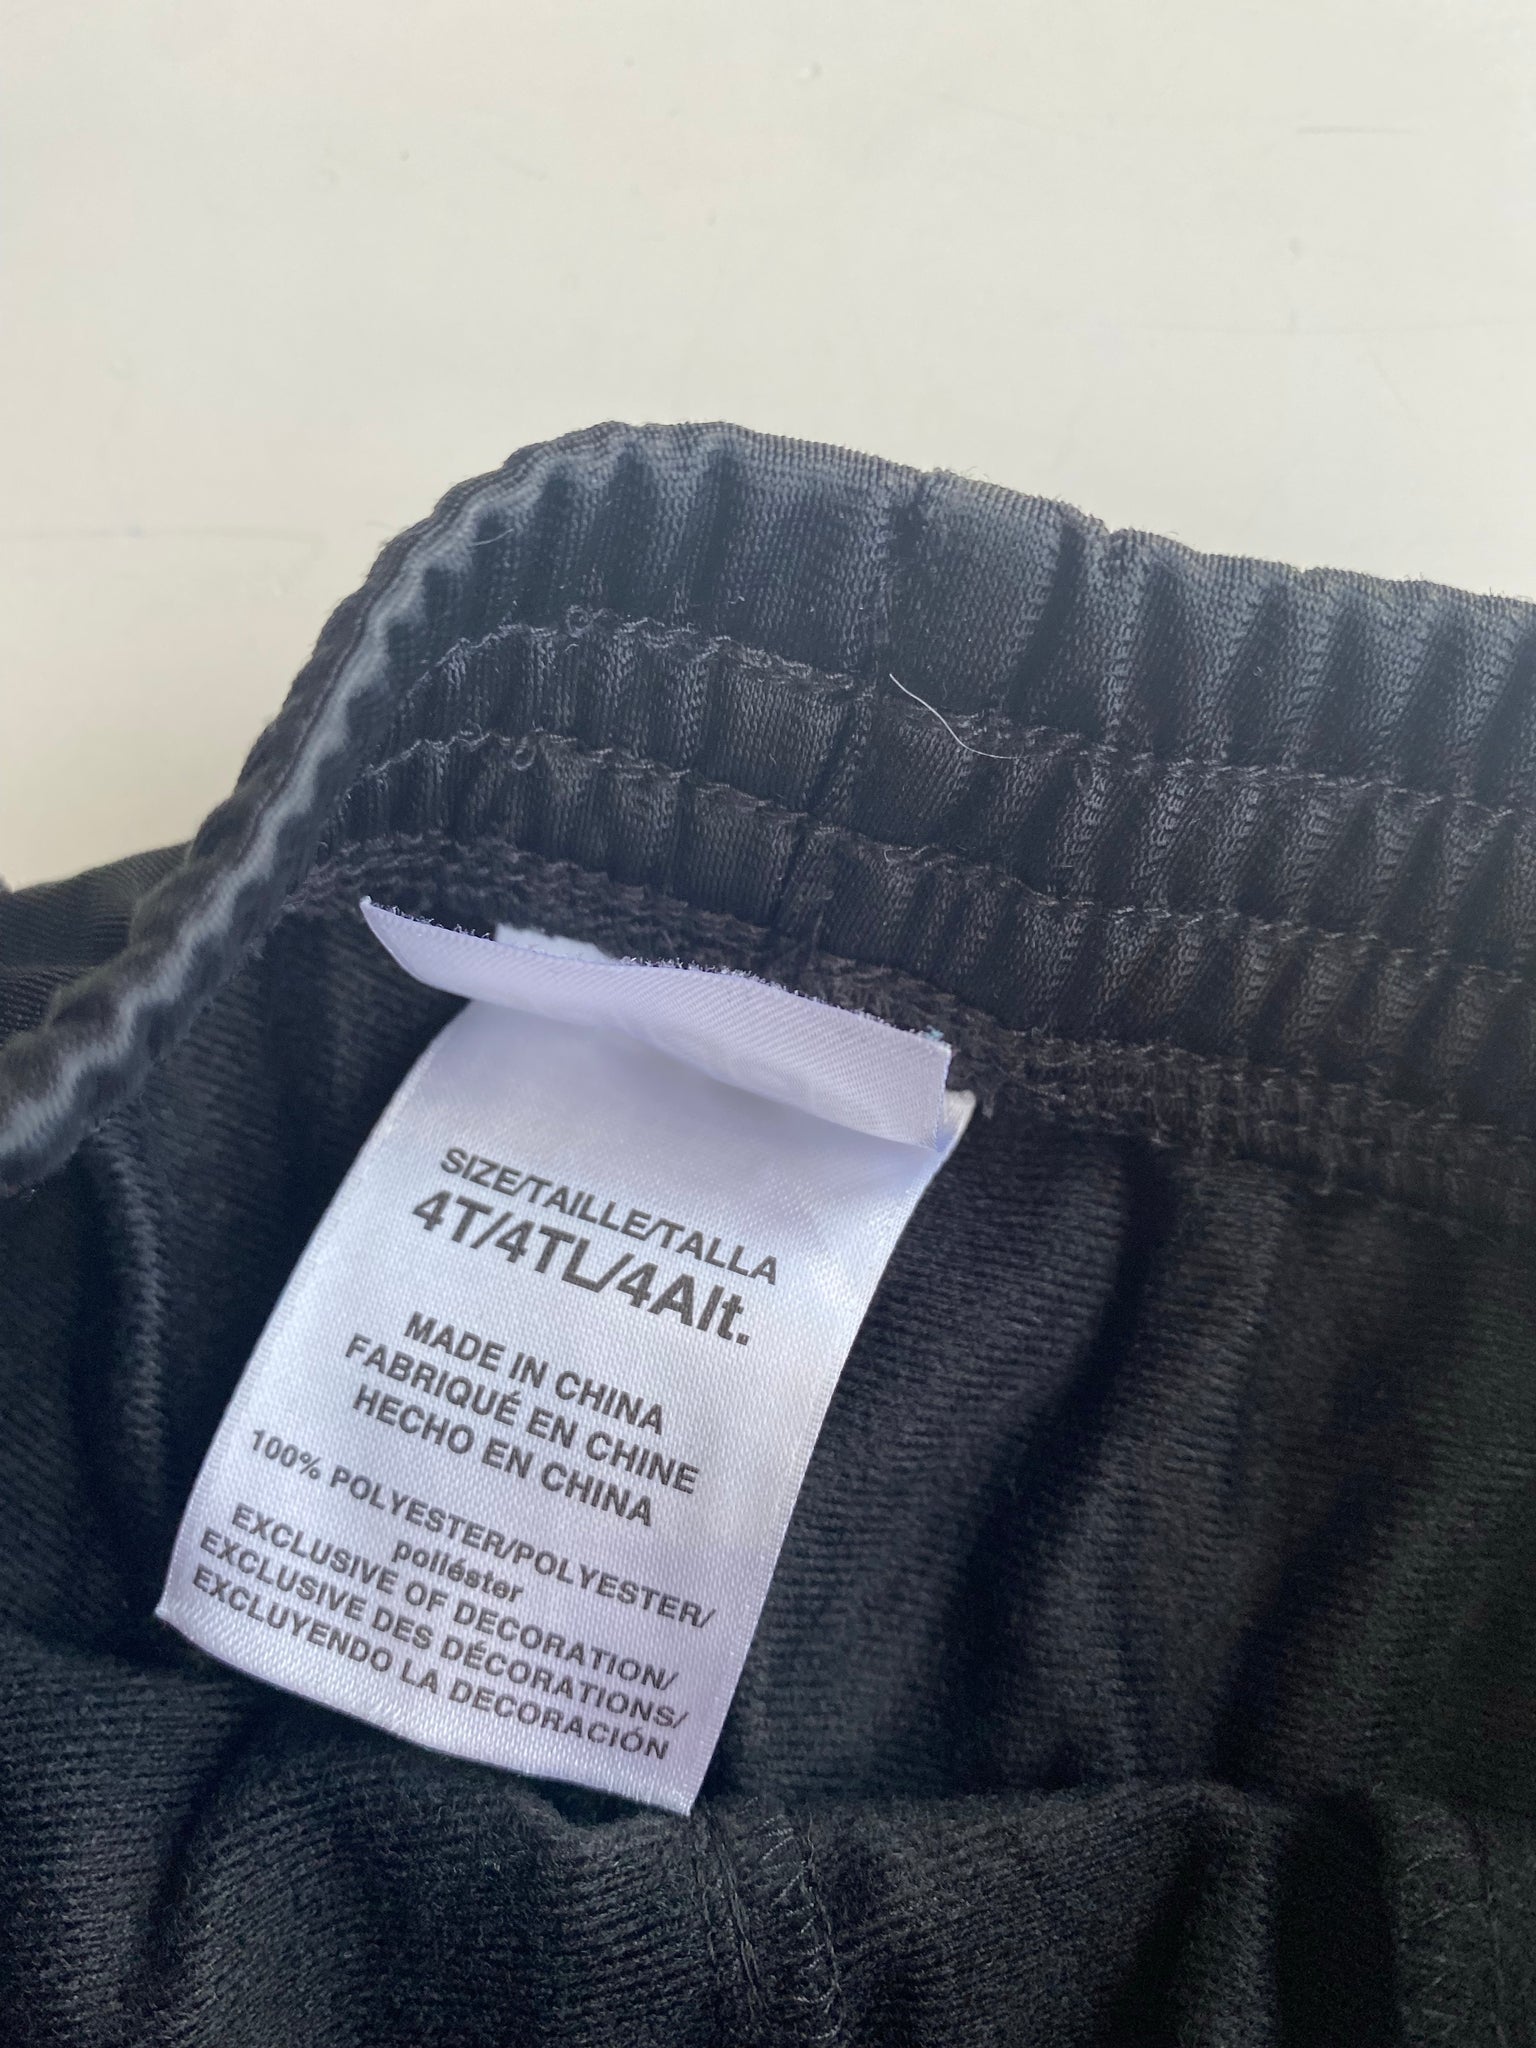 SIZE/TAILLE/TALLA
4T/4TL/4Alt.
MADE IN CHINA
FABRIQUÉ EN CHINE
HECHO EN CHINA
100% POLYESTER/POLYESTER/
poliéster
EXCLUSIVE OF DECORATION/
EXCLUSIVE DES DÉCORATIONS/
EXCLUYENDO LA DECORACIÓN